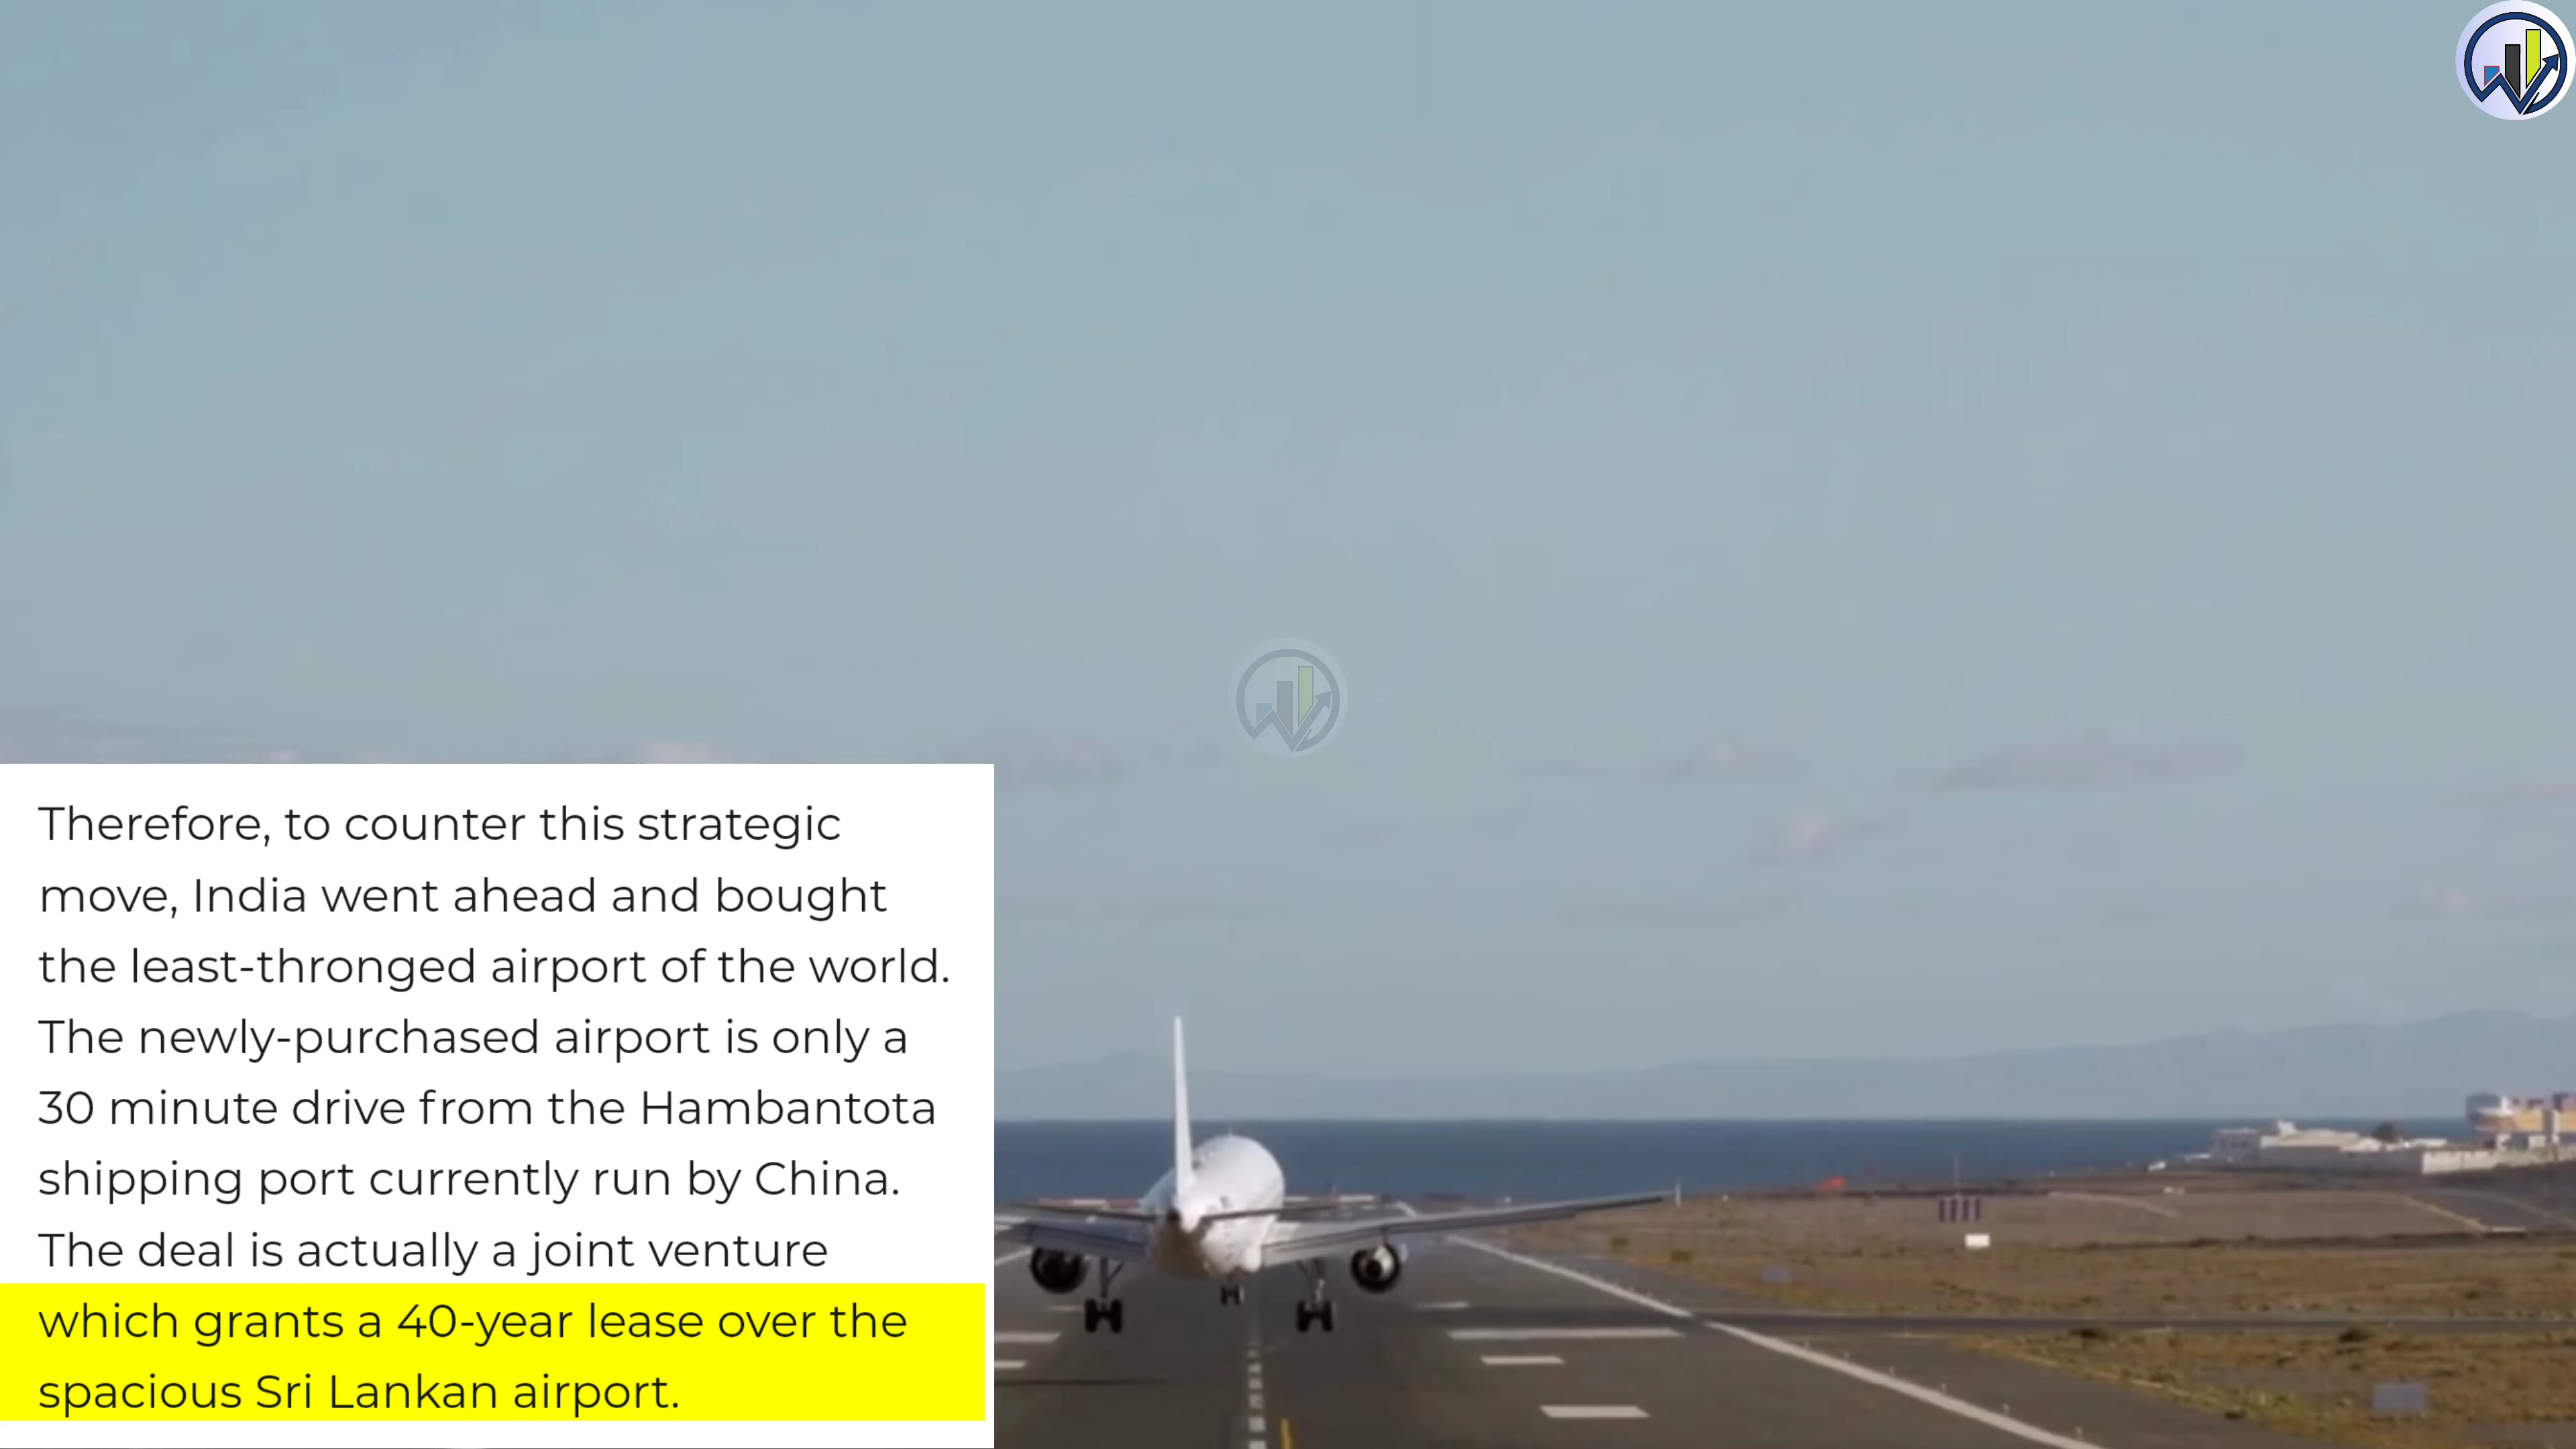 Therefore, to counter this strategic
move, India went ahead and bought
the least-thronged airport of the world.
The newly-purchased airport is only a
30 minute drive from the Hambantota
shipping port currently run by China.
The deal is actually a joint venture
which grants a 40-year lease over the
spacious Sri Lankan airport.